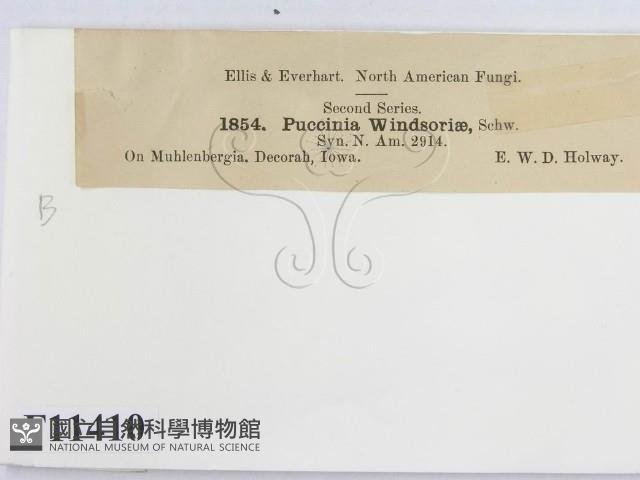 Ellis & Everhart. North American Fungi.
Second Series.
1854. Puccinia Windsoriæ, Schw.
Syn. N. Am. 2914.
On Muhlenbergia. Decorah, Iowa. E. W. D. Holway.
B
F11410
國立自然科學博物館
NATIONAL MUSEUM OF NATURAL SCIENCE